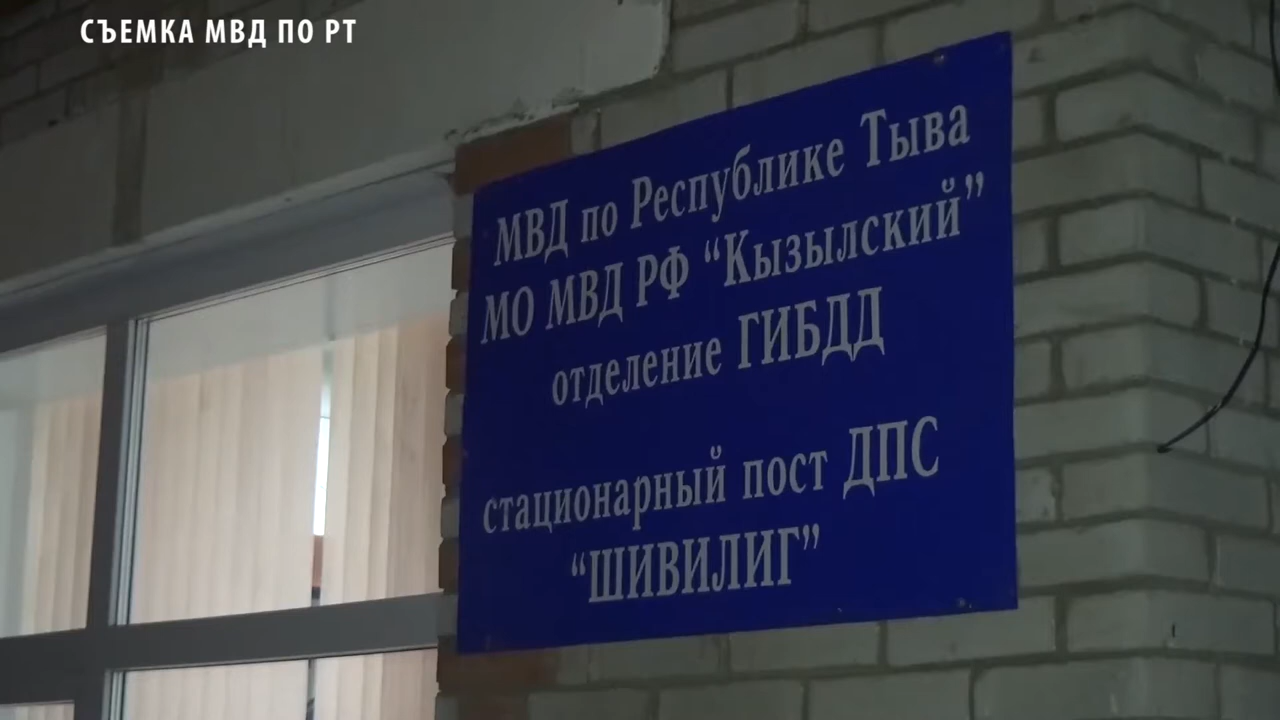 СЪЕМКА МВД ПО РТ
МВД по Республике Тыва
МО МВД РФ “Кызылский”
отделение ГИБДД
стационарный пост ДПС
“ШИВИЛИГ”